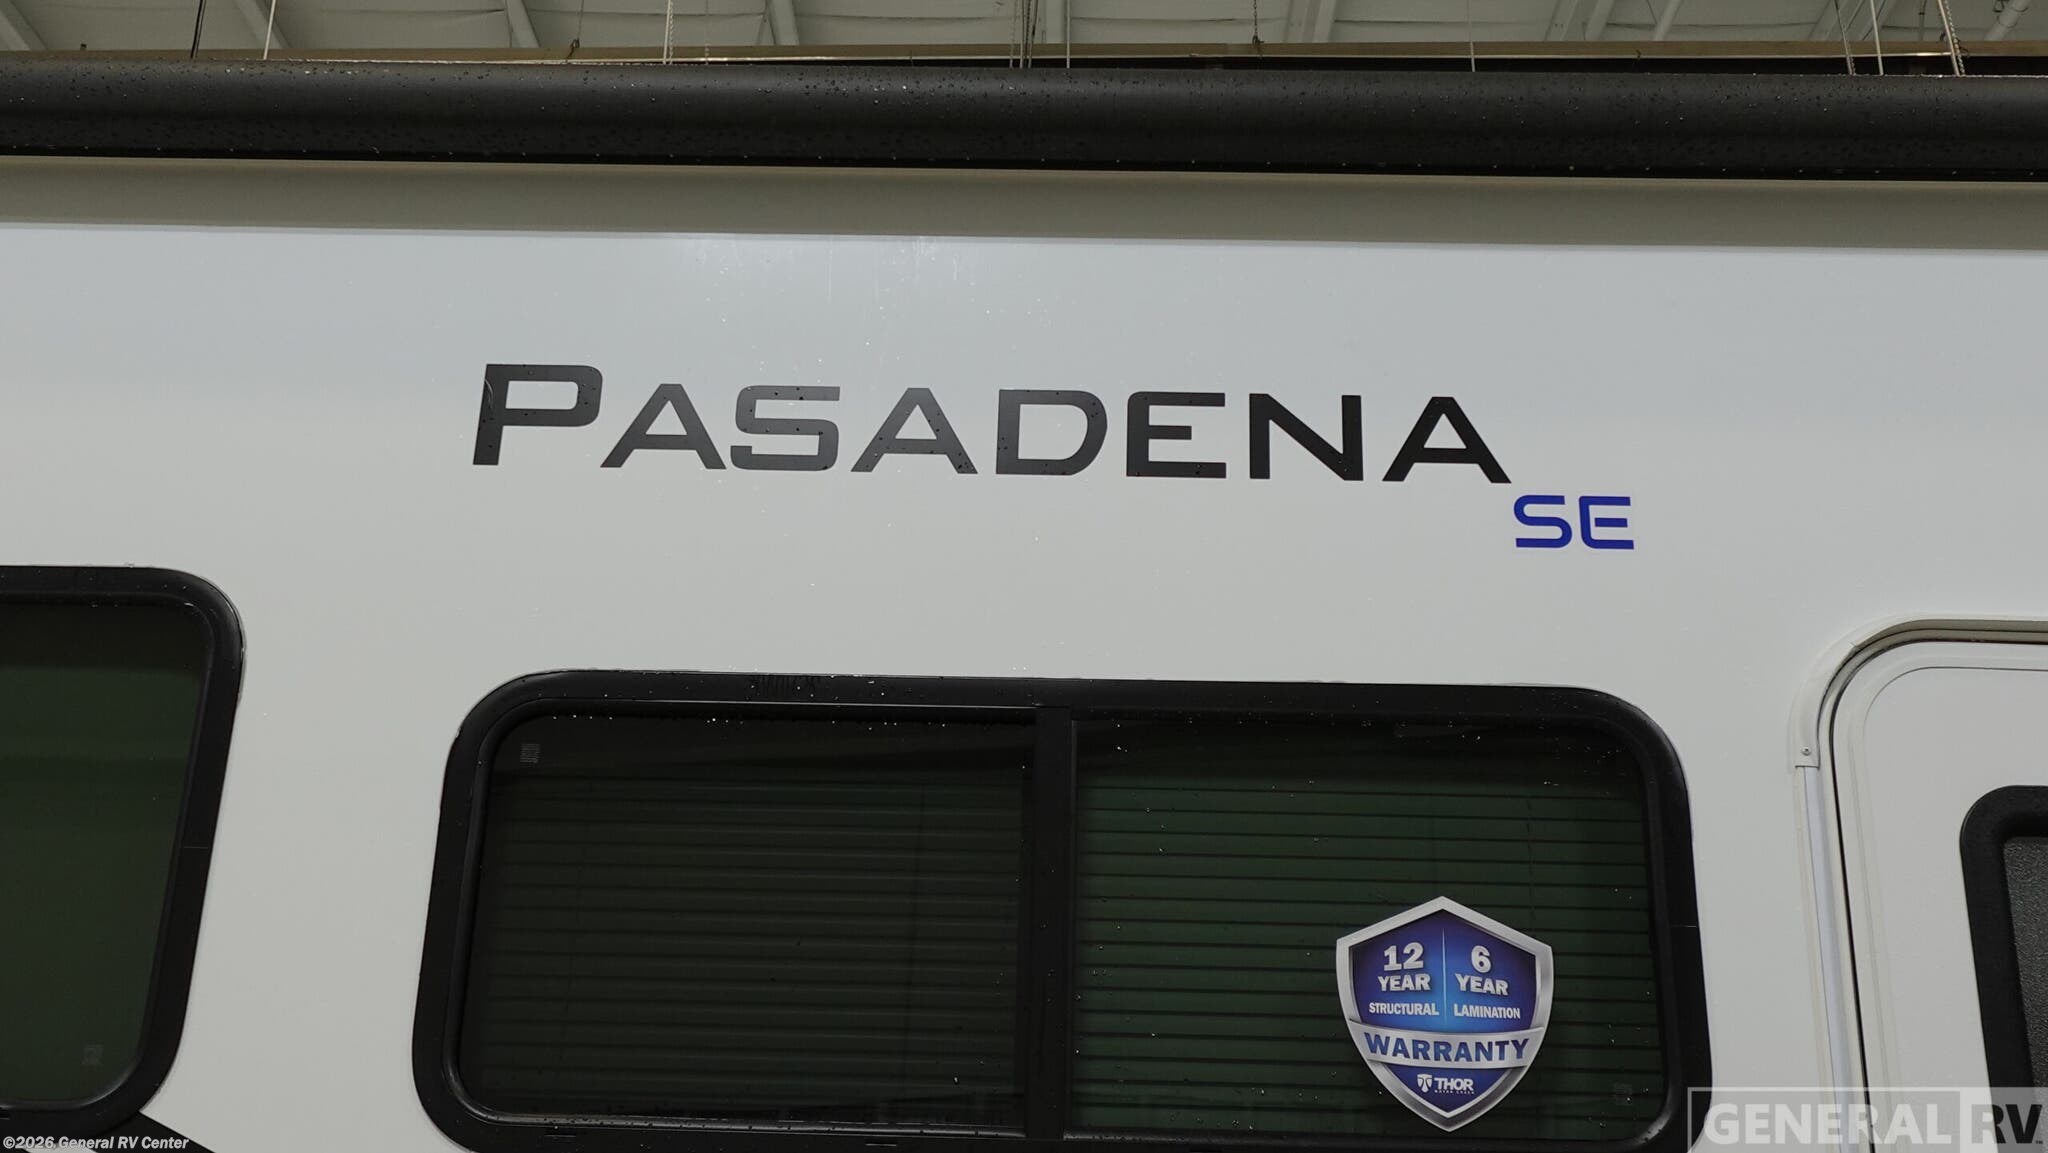 PASADENA
SE
12 YEAR STRUCTURAL
6 YEAR LAMINATION
WARRANTY
THOR
©2026 General RV Center
GENERAL RV